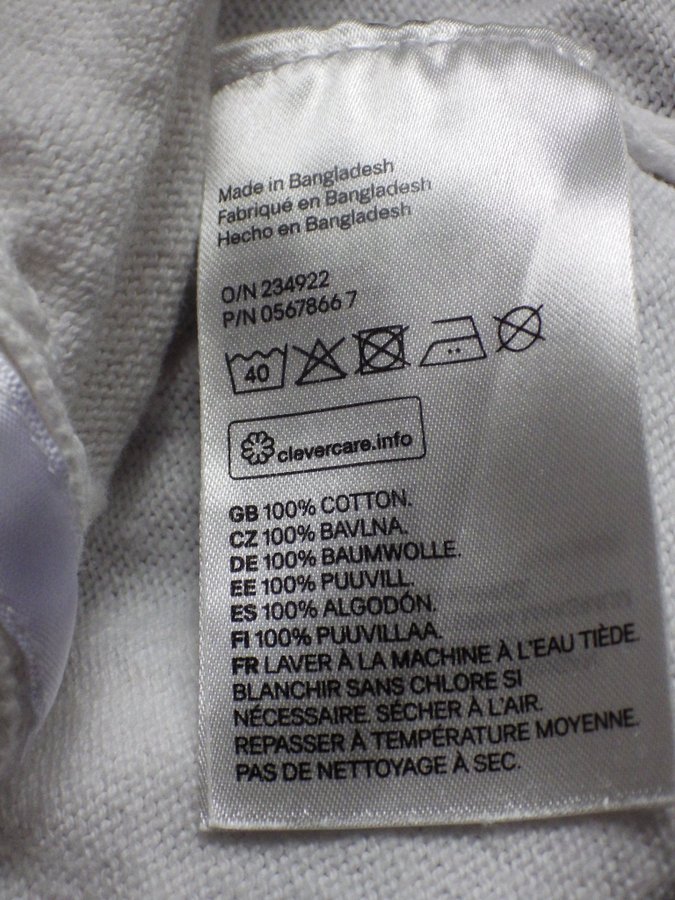 Made in Bangladesh
Fabriqué en Bangladesh
Hecho en Bangladesh
O/N 234922
P/N 0567866 7
40
clevercare.info
GB 100% COTTON.
CZ 100% BAVLNA.
DE 100% BAUMWOLLE.
EE 100% PUUVILL.
ES 100% ALGODÓN.
FI 100% PUUVILLAA.
FR LAVER À LA MACHINE À L'EAU TIÈDE.
BLANCHIR SANS CHLORE SI
NÉCESSAIRE. SÉCHER À L'AIR.
REPASSER À TEMPÉRATURE MOYENNE.
PAS DE NETTOYAGE À SEC.